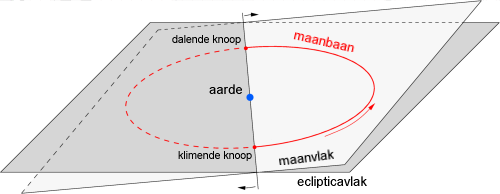 dalende knoop
maanbaan
aarde
klimende knoop
maanvlak
eclipticavlak